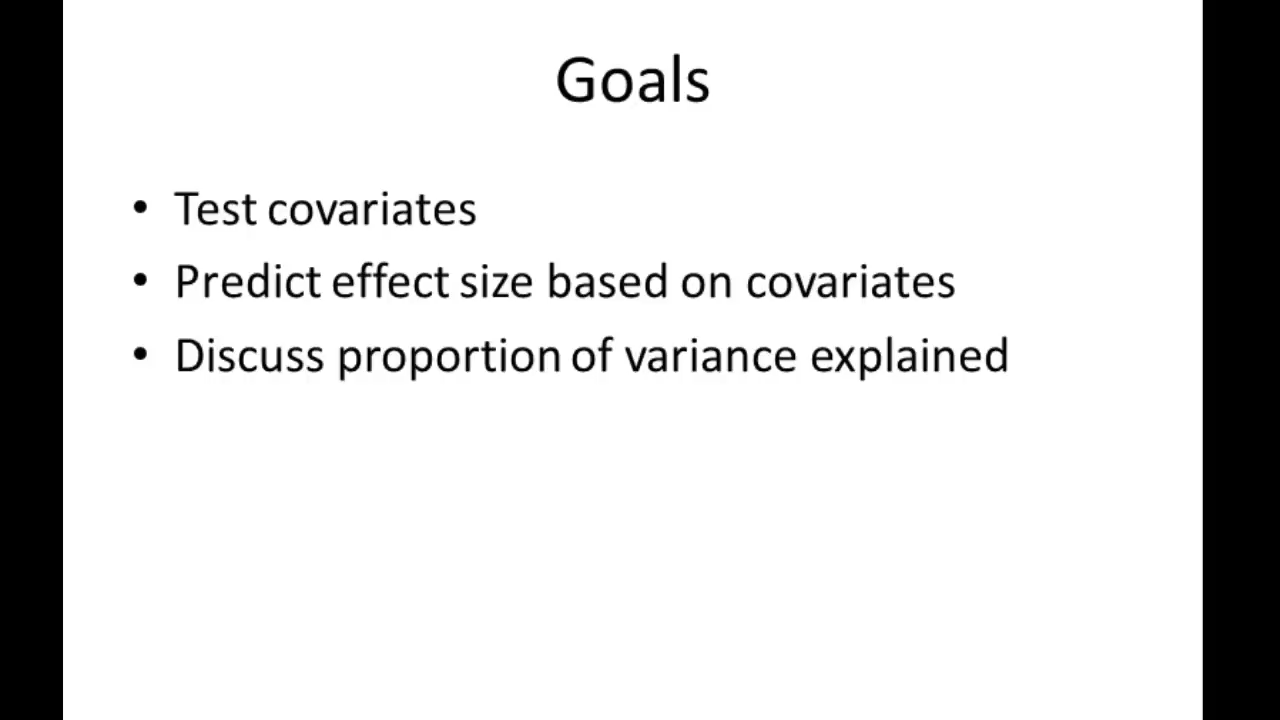 Goals
• Test covariates
• Predict effect size based on covariates
• Discuss proportion of variance explained